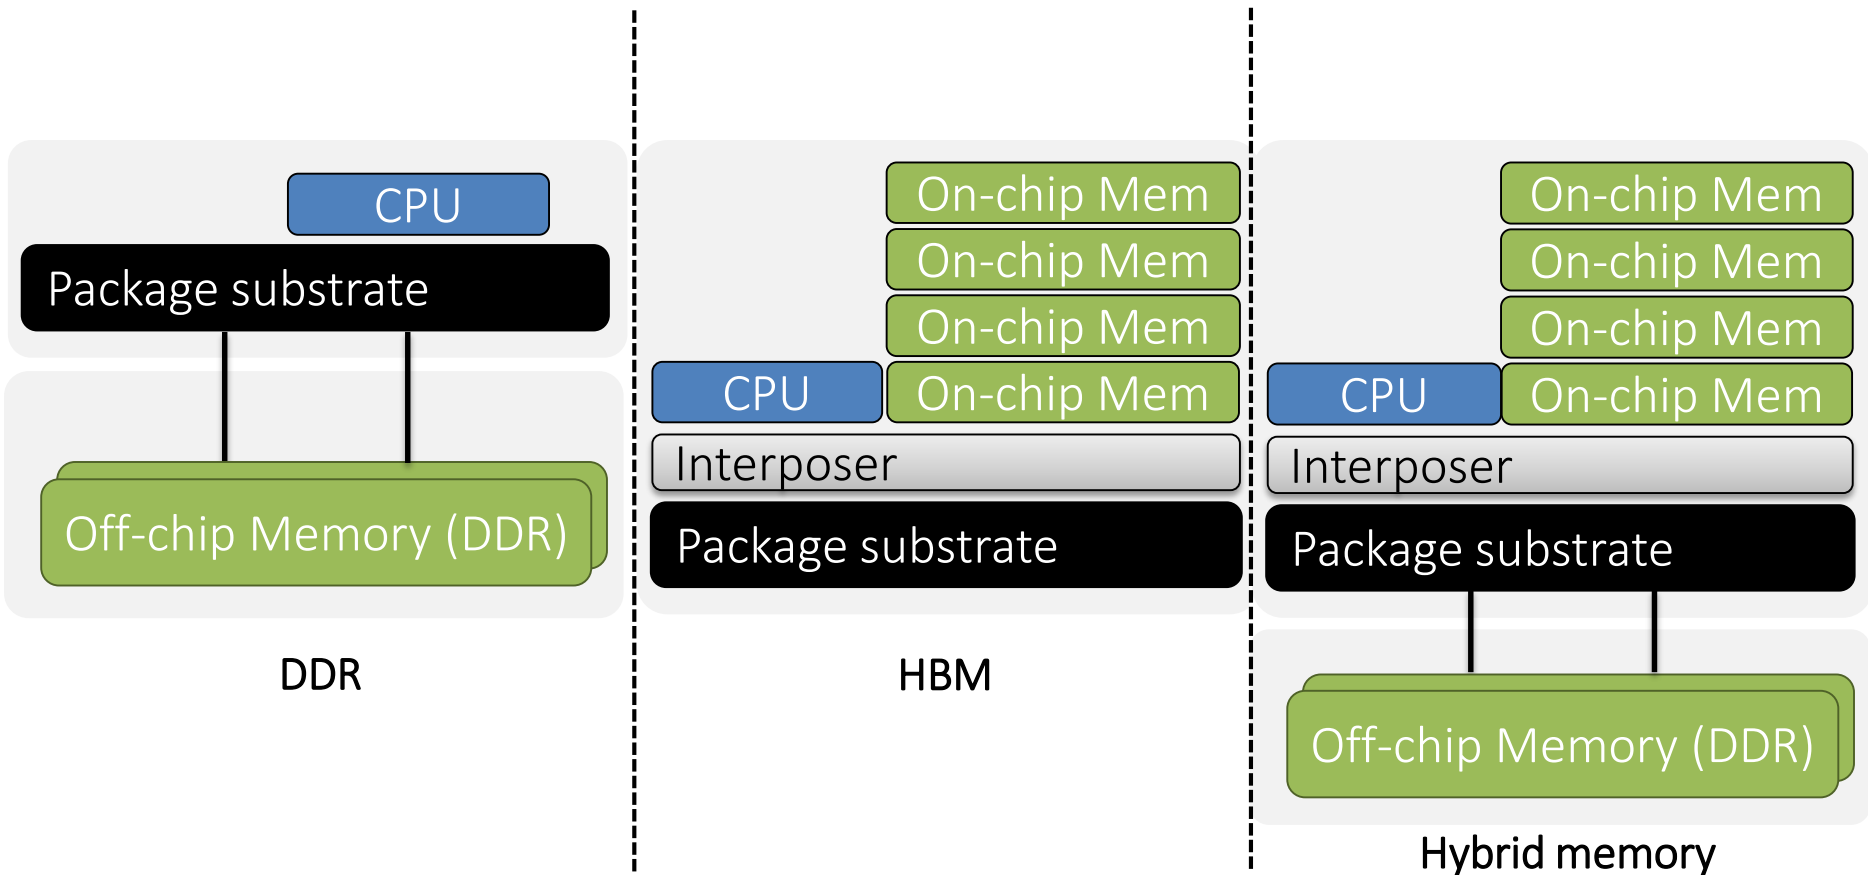 CPU
Package substrate
Off-chip Memory (DDR)
DDR
On-chip Mem
On-chip Mem
On-chip Mem
CPU
On-chip Mem
Interposer
Package substrate
HBM
On-chip Mem
On-chip Mem
On-chip Mem
CPU
On-chip Mem
Interposer
Package substrate
Off-chip Memory (DDR)
Hybrid memory